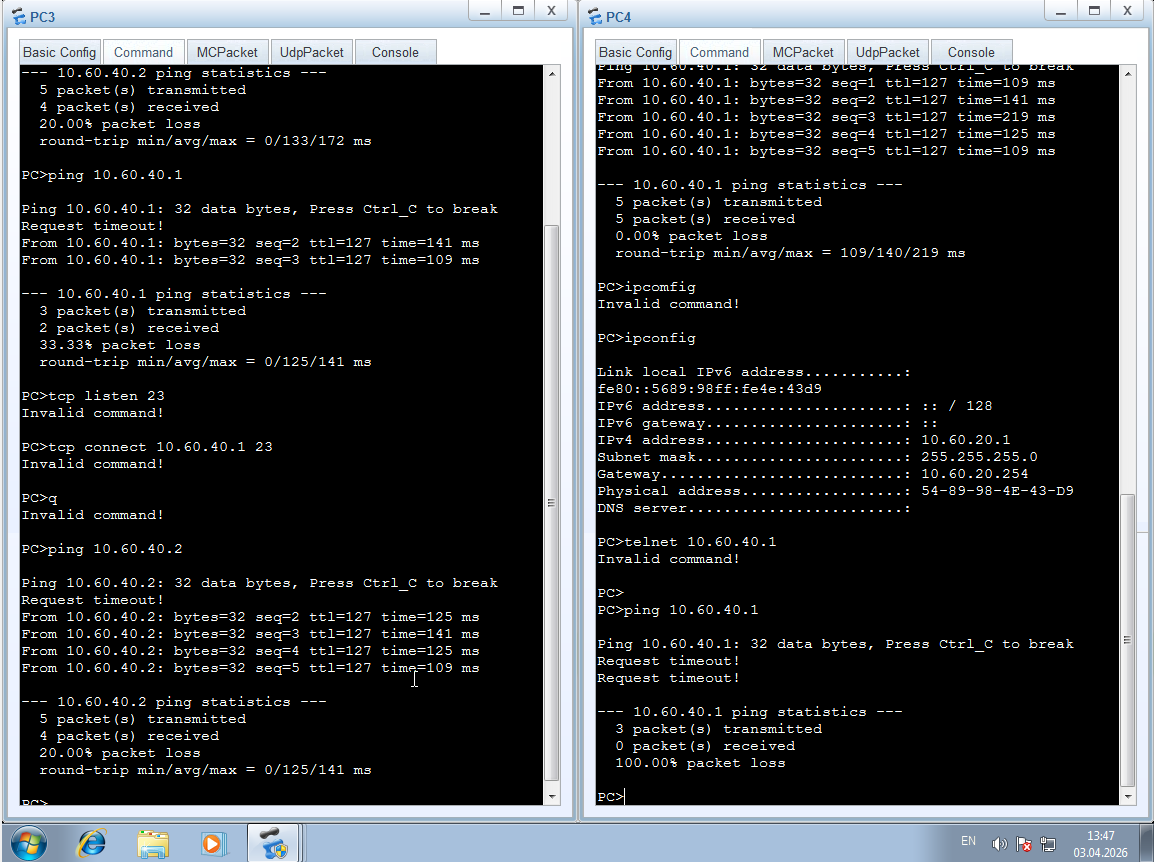 PC3
Basic Config Command MCPacket UdpPacket Console
--- 10.60.40.2 ping statistics ---
5 packet(s) transmitted
4 packet(s) received
20.00% packet loss
round-trip min/avg/max = 0/133/172 ms
PC>ping 10.60.40.1
Ping 10.60.40.1: 32 data bytes, Press Ctrl_C to break
Request timeout!
From 10.60.40.1: bytes=32 seq=2 ttl=127 time=141 ms
From 10.60.40.1: bytes=32 seq=3 ttl=127 time=109 ms
--- 10.60.40.1 ping statistics ---
3 packet(s) transmitted
2 packet(s) received
33.33% packet loss
round-trip min/avg/max = 0/125/141 ms
PC>tcp listen 23
Invalid command!
PC>tcp connect 10.60.40.1 23
Invalid command!
PC>q
Invalid command!
PC>ping 10.60.40.2
Ping 10.60.40.2: 32 data bytes, Press Ctrl_C to break
Request timeout!
From 10.60.40.2: bytes=32 seq=2 ttl=127 time=125 ms
From 10.60.40.2: bytes=32 seq=3 ttl=127 time=141 ms
From 10.60.40.2: bytes=32 seq=4 ttl=127 time=125 ms
From 10.60.40.2: bytes=32 seq=5 ttl=127 time=109 ms
--- 10.60.40.2 ping statistics ---
5 packet(s) transmitted
4 packet(s) received
20.00% packet loss
round-trip min/avg/max = 0/125/141 ms
PC>
PC4
Basic Config Command MCPacket UdpPacket Console
Ping 10.60.40.1: 32 data bytes, Press Ctrl_C to break
From 10.60.40.1: bytes=32 seq=1 ttl=127 time=109 ms
From 10.60.40.1: bytes=32 seq=2 ttl=127 time=141 ms
From 10.60.40.1: bytes=32 seq=3 ttl=127 time=219 ms
From 10.60.40.1: bytes=32 seq=4 ttl=127 time=125 ms
From 10.60.40.1: bytes=32 seq=5 ttl=127 time=109 ms
--- 10.60.40.1 ping statistics ---
5 packet(s) transmitted
5 packet(s) received
0.00% packet loss
round-trip min/avg/max = 109/140/219 ms
PC>ipcomfig
Invalid command!
PC>ipconfig
Link local IPv6 address...........:
fe80::5689:98ff:fe4e:43d9
IPv6 address......................: :: / 128
IPv6 gateway......................: ::
IPv4 address......................: 10.60.20.1
Subnet mask.......................: 255.255.255.0
Gateway...........................: 10.60.20.254
Physical address..................: 54-89-98-4E-43-D9
DNS server........................:
PC>telnet 10.60.40.1
Invalid command!
PC>
PC>ping 10.60.40.1
Ping 10.60.40.1: 32 data bytes, Press Ctrl_C to break
Request timeout!
Request timeout!
--- 10.60.40.1 ping statistics ---
3 packet(s) transmitted
0 packet(s) received
100.00% packet loss
PC>
EN
13:47
03.04.2026